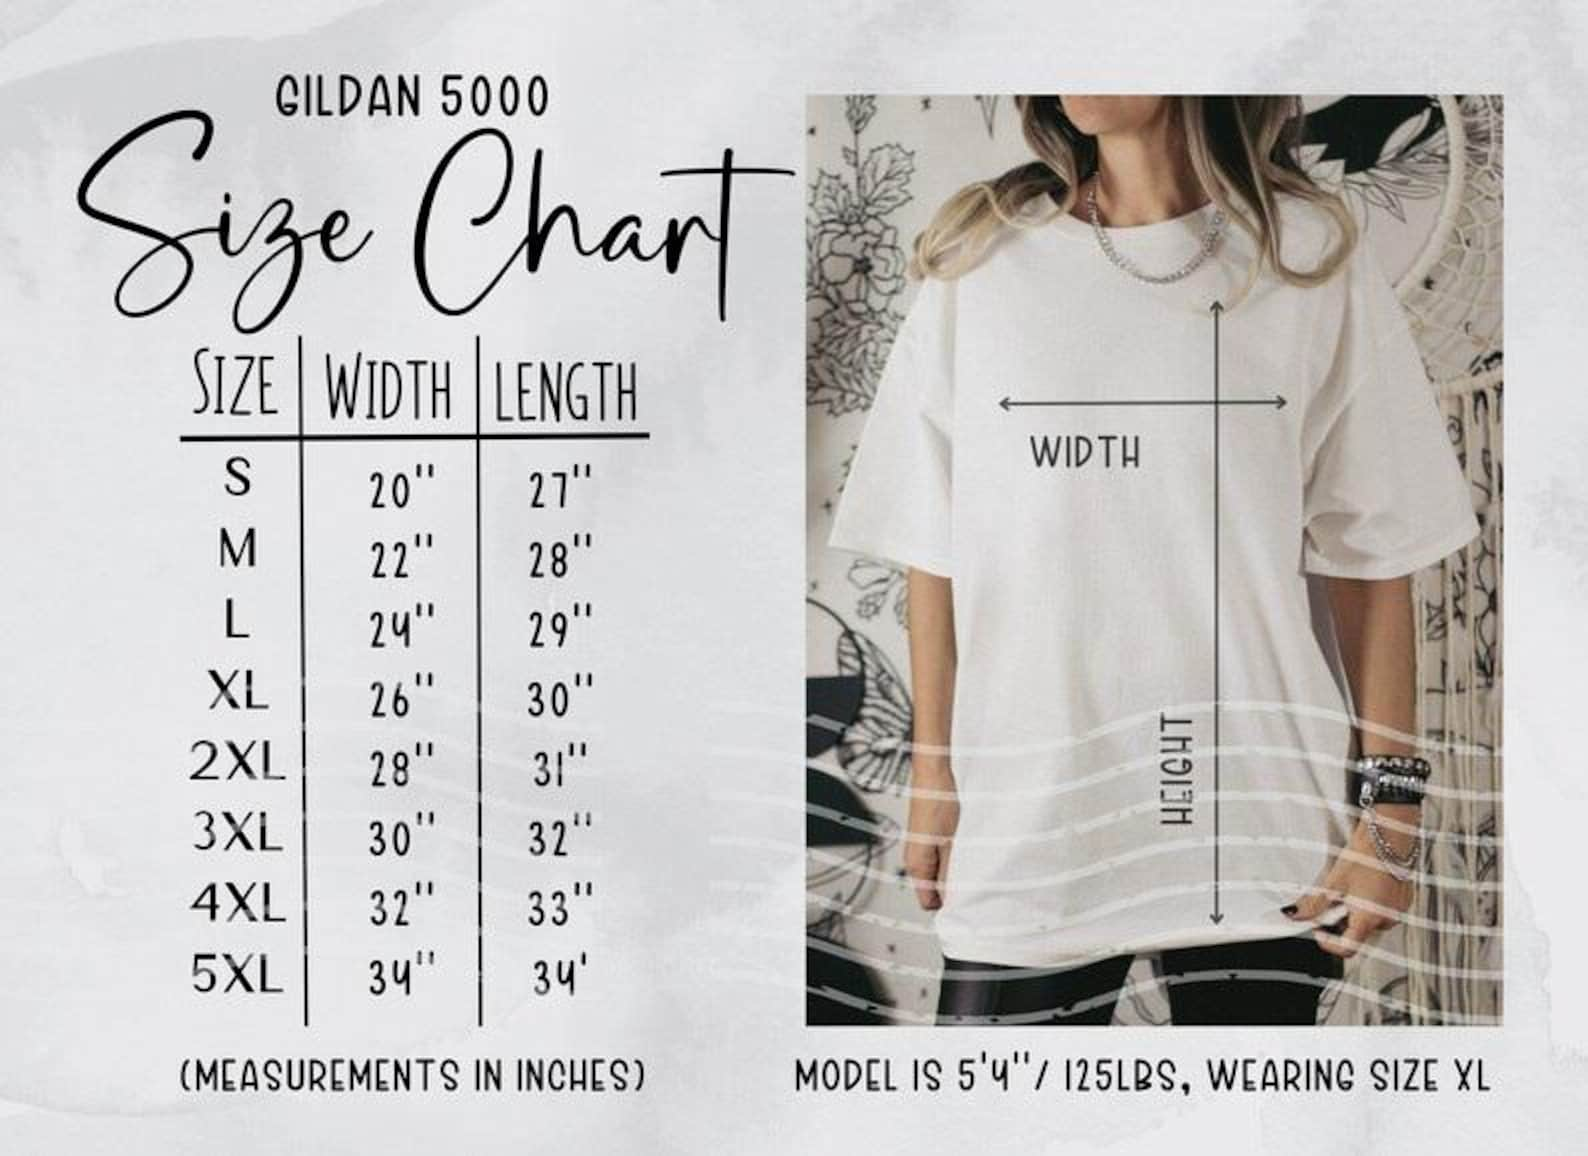 GILDAN 5000
Size Chart
SIZE WIDTH LENGTH
S 20" 27"
M 22" 28"
L 24" 29"
XL 26" 30"
2XL 28" 31"
3XL 30" 32"
4XL 32" 33"
5XL 34" 34'
(MEASUREMENTS IN INCHES)
WIDTH
HEIGHT
MODEL IS 5'4"/ 125LBS, WEARING SIZE XL